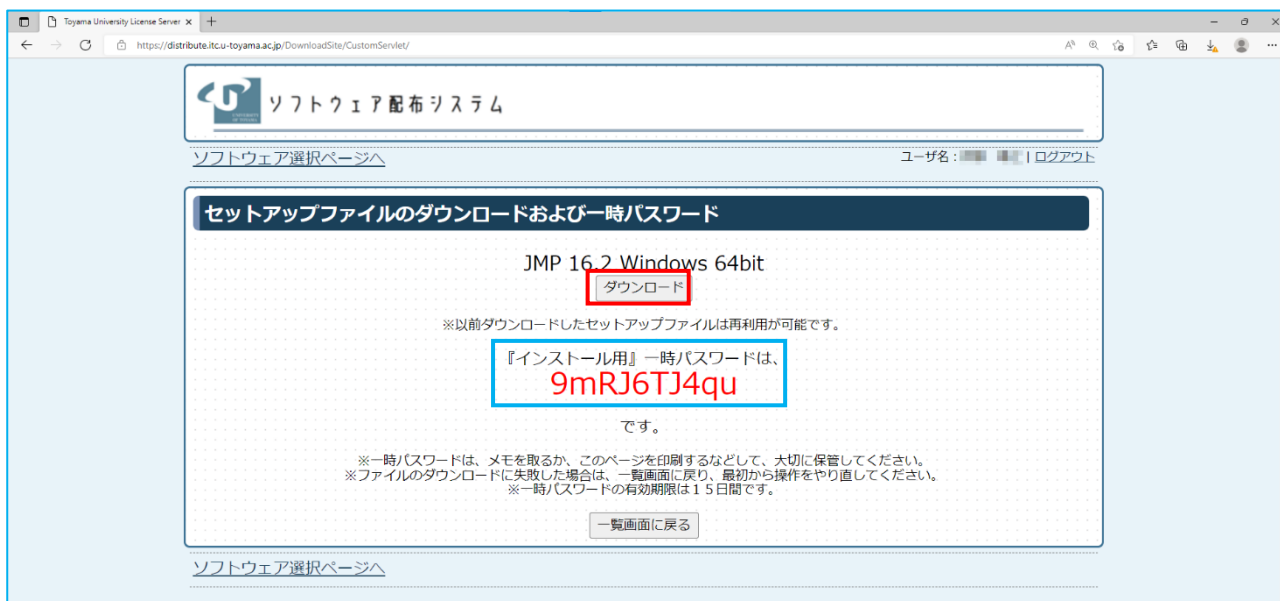 Toyama University License Server
https://distribute.itc.u-toyama.ac.jp/DownloadSite/CustomServlet/
ソフトウェア配布システム
ソフトウェア選択ページへ
ユーザ名: | ログアウト
セットアップファイルのダウンロードおよび一時パスワード
JMP 16.2 Windows 64bit
ダウンロード
※以前ダウンロードしたセットアップファイルは再利用が可能です。
『インストール用』一時パスワードは、
9mRJ6TJ4qu
です。
※一時パスワードは、メモを取るか、このページを印刷するなどして、大切に保管してください。
※ファイルのダウンロードに失敗した場合は、一覧画面に戻り、最初から操作をやり直してください。
※一時パスワードの有効期限は１５日間です。
一覧画面に戻る
ソフトウェア選択ページへ